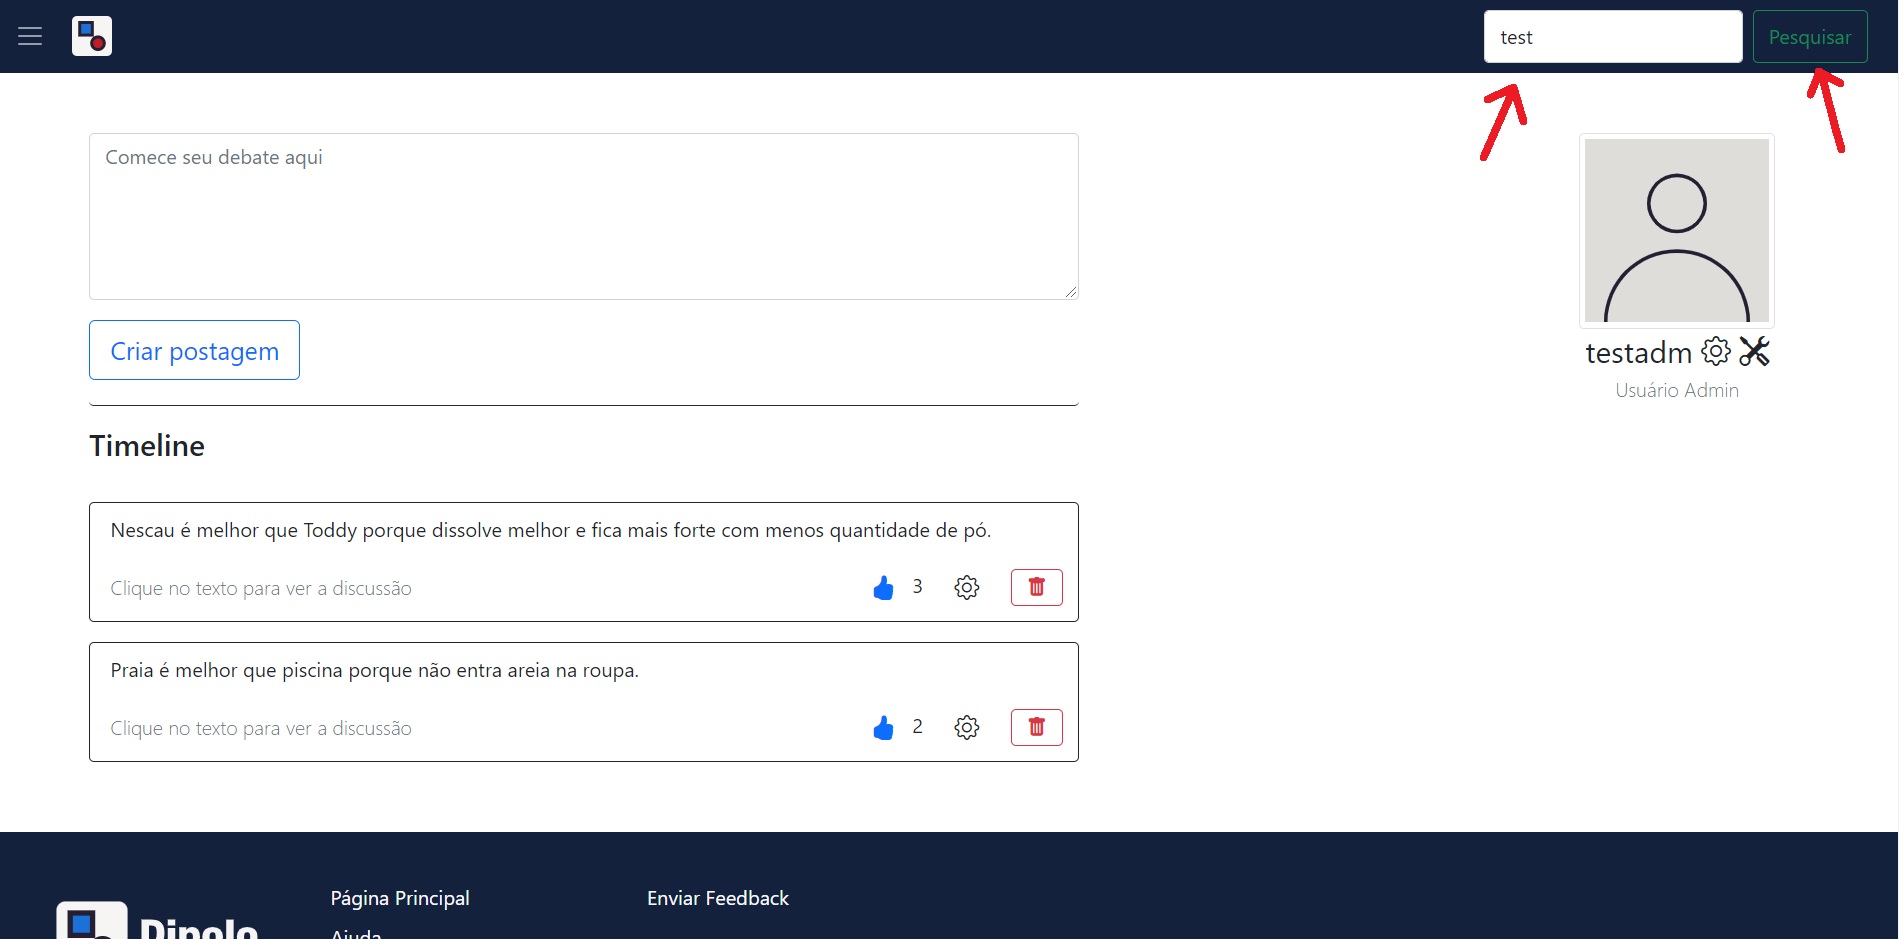 test
Pesquisar
Comece seu debate aqui
Criar postagem
testadm
Usuário Admin
Timeline
Nescau é melhor que Toddy porque dissolve melhor e fica mais forte com menos quantidade de pó.
Clique no texto para ver a discussão
3
Praia é melhor que piscina porque não entra areia na roupa.
Clique no texto para ver a discussão
2
Página Principal
Enviar Feedback
Dipolo
Ajuda